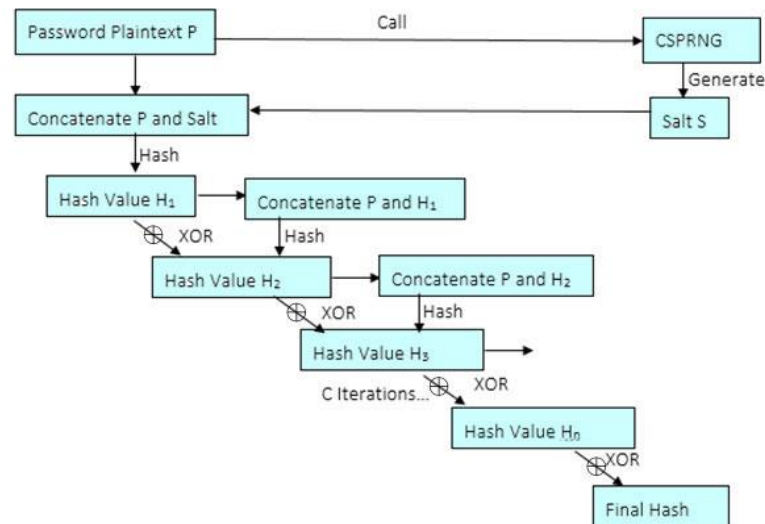 Password Plaintext P
Call
CSPRNG
Generate
Concatenate P and Salt
Salt S
Hash
Hash Value H₁
Concatenate P and H₁
XOR
Hash
Hash Value H₂
Concatenate P and H₂
XOR
Hash
Hash Value H₃
C Iterations...
XOR
Hash Value
XOR
Final Hash